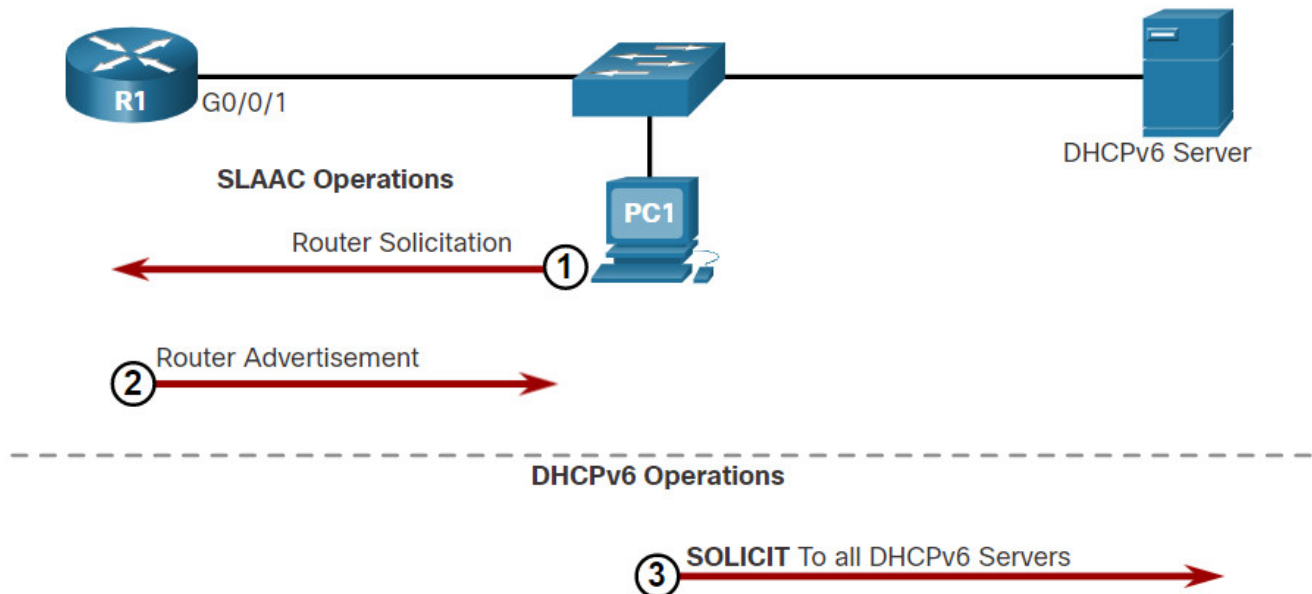 R1
G0/0/1
DHCPv6 Server
SLAAC Operations
PC1
Router Solicitation
1
Router Advertisement
2
DHCPv6 Operations
3
SOLICIT To all DHCPv6 Servers